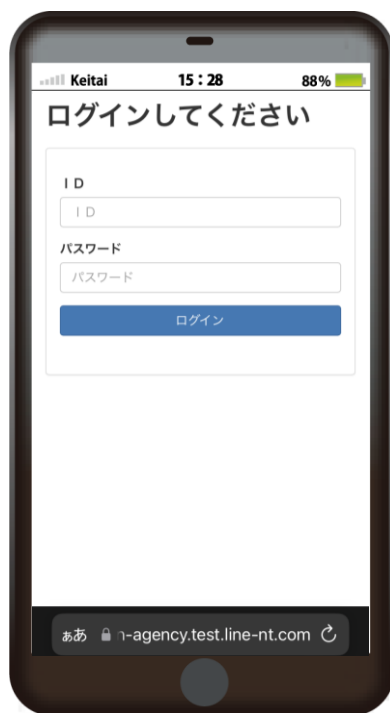 Keitai 15：28 88%
ログインしてください
ＩＤ
ＩＤ
パスワード
パスワード
ログイン
ぁあ n-agency.test.line-nt.com